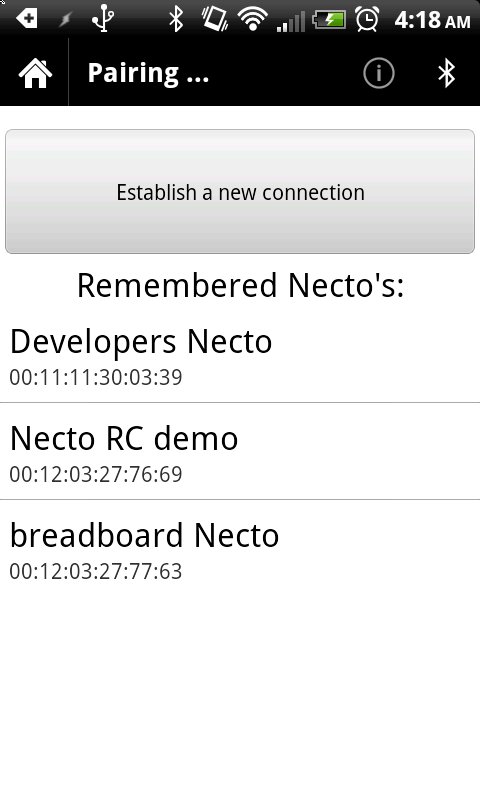 4:18 AM
Pairing ...
Establish a new connection
Remembered Necto's:
Developers Necto
00:11:11:30:03:39
Necto RC demo
00:12:03:27:76:69
breadboard Necto
00:12:03:27:77:63